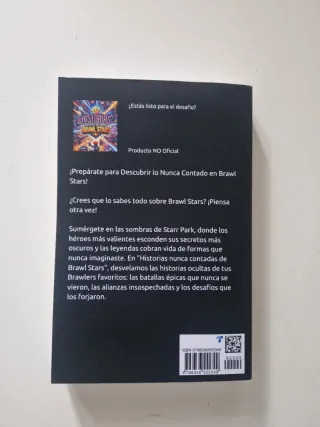 ¿Estás listo para el desafío?
BRAWL STARS
Producto NO Oficial
¡Prepárate para Descubrir lo Nunca Contado en Brawl
Stars!
¿Crees que lo sabes todo sobre Brawl Stars? ¡Piensa
otra vez!
Sumérgete en las sombras de Starr Park, donde los
héroes más valientes esconden sus secretos más
oscuros y las leyendas cobran vida de formas que
nunca imaginaste. En "Historias nunca contadas de
Brawl Stars", desvelamos las historias ocultas de tus
Brawlers favoritos: las batallas épicas que nunca se
vieron, las alianzas insospechadas y los desafíos que
los forjaron.